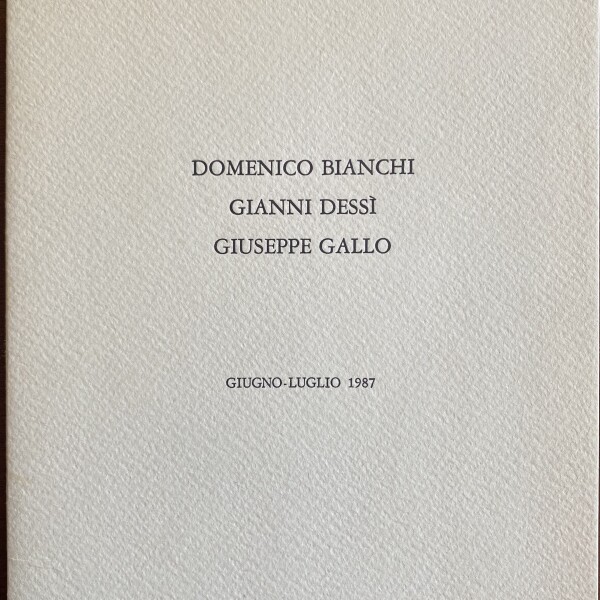 DOMENICO BIANCHI
GIANNI DESSÌ
GIUSEPPE GALLO
GIUGNO-LUGLIO 1987